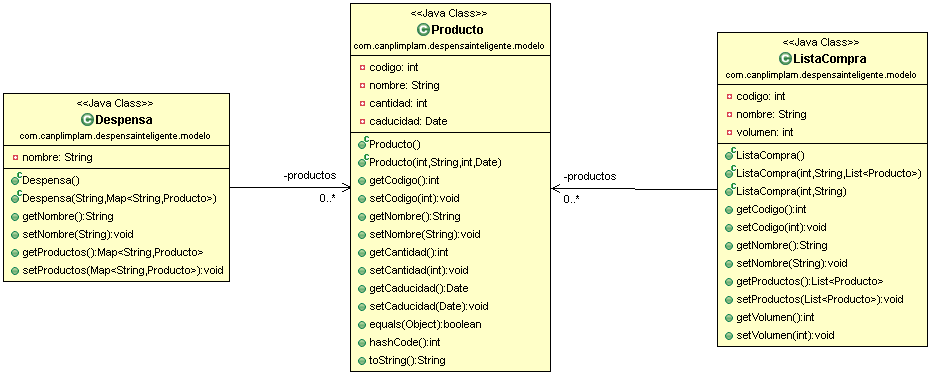 <<Java Class>>
Despensa
com.canplimplam.despensainteligente.modelo
nombre: String
Despensa()
Despensa(String,Map<String,Producto>)
getNombre():String
setNombre(String):void
getProductos():Map<String,Producto>
setProductos(Map<String,Producto>):void
-productos
0..*
<<Java Class>>
Producto
com.canplimplam.despensainteligente.modelo
codigo: int
nombre: String
cantidad: int
caducidad: Date
Producto()
Producto(int,String,int,Date)
getCodigo():int
setCodigo(int):void
getNombre():String
setNombre(String):void
getCantidad():int
setCantidad(int):void
getCaducidad():Date
setCaducidad(Date):void
equals(Object):boolean
hashCode():int
toString():String
-productos
0..*
<<Java Class>>
ListaCompra
com.canplimplam.despensainteligente.modelo
codigo: int
nombre: String
volumen: int
ListaCompra()
ListaCompra(int,String,List<Producto>)
ListaCompra(int,String)
getCodigo():int
setCodigo(int):void
getNombre():String
setNombre(String):void
getProductos():List<Producto>
setProductos(List<Producto>):void
getVolumen():int
setVolumen(int):void